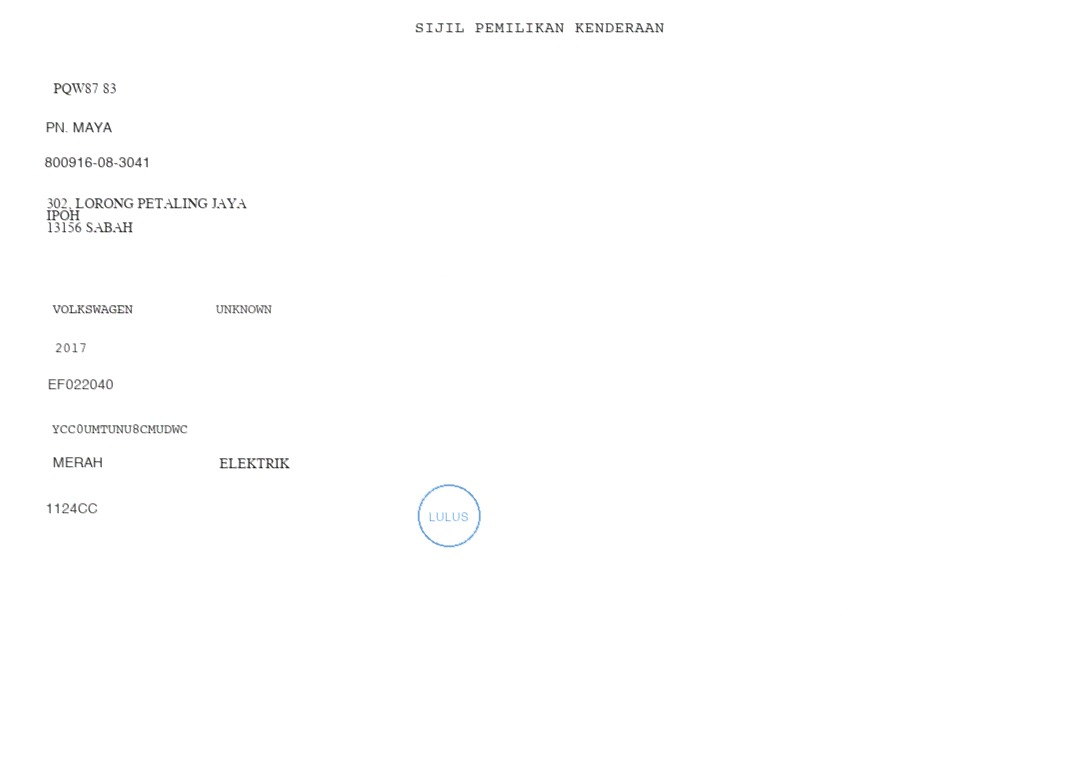 SIJIL PEMILIKAN KENDERAAN
PQW87 83
PN. MAYA
800916-08-3041
302, LORONG PETALING JAYA
IPOH
13156 SABAH
VOLKSWAGEN UNKNOWN
2017
EF022040
YCC0UMTUNU8CMUDWC
MERAH ELEKTRIK
1124CC
LULUS